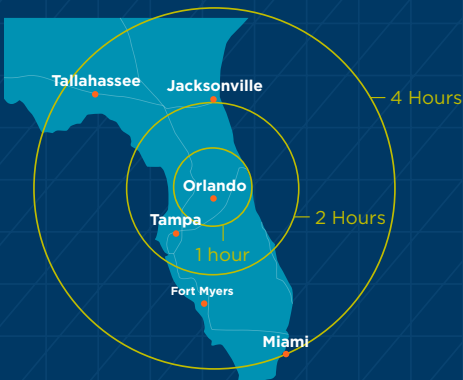 Tallahassee
Jacksonville
4 Hours
Orlando
Tampa
2 Hours
1 hour
Fort Myers
Miami